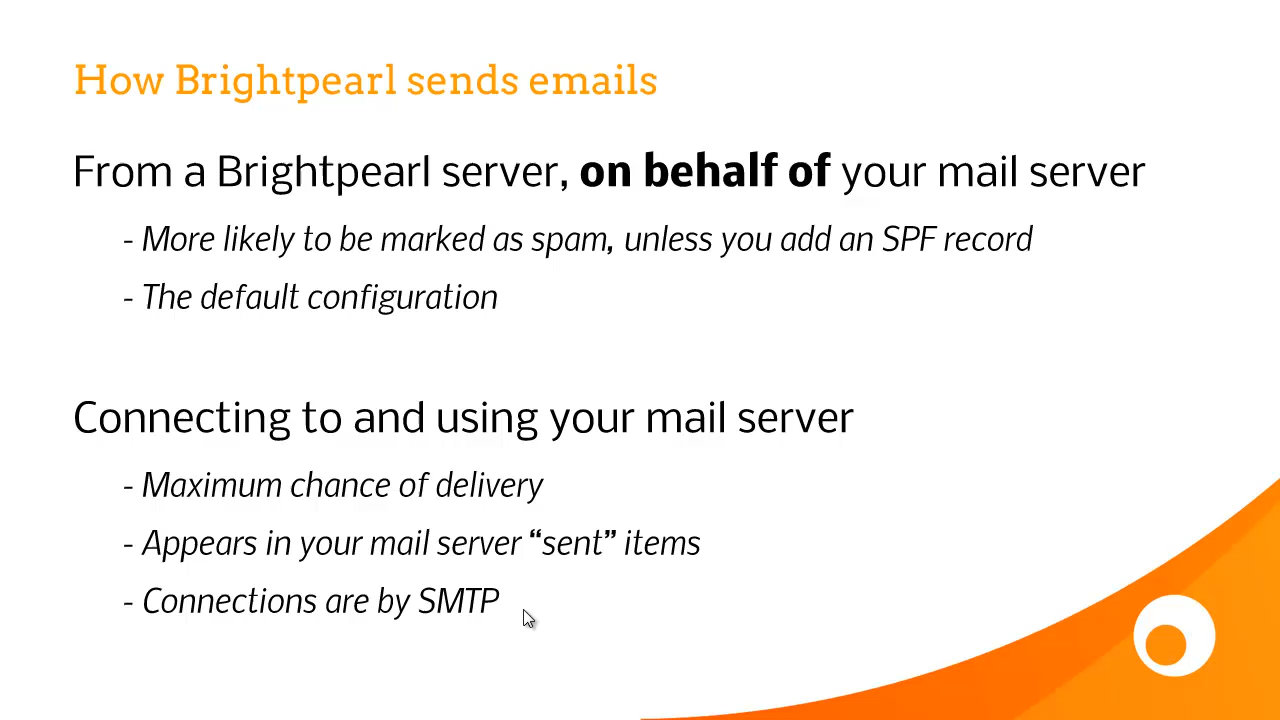 How Brightpearl sends emails
From a Brightpearl server, on behalf of your mail server
- More likely to be marked as spam, unless you add an SPF record
- The default configuration
Connecting to and using your mail server
- Maximum chance of delivery
- Appears in your mail server “sent” items
- Connections are by SMTP